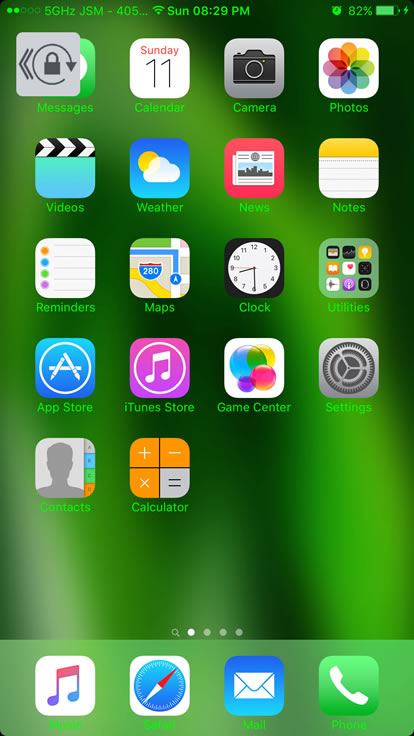 5GHz JSM - 405... Sun 08:29 PM 82%
Messages
Sunday
11
Calendar
Camera
Photos
Videos
Weather
News
Notes
Reminders
280
Maps
Clock
Utilities
App Store
iTunes Store
Game Center
Settings
Contacts
Calculator
Music
Safari
Mail
Phone